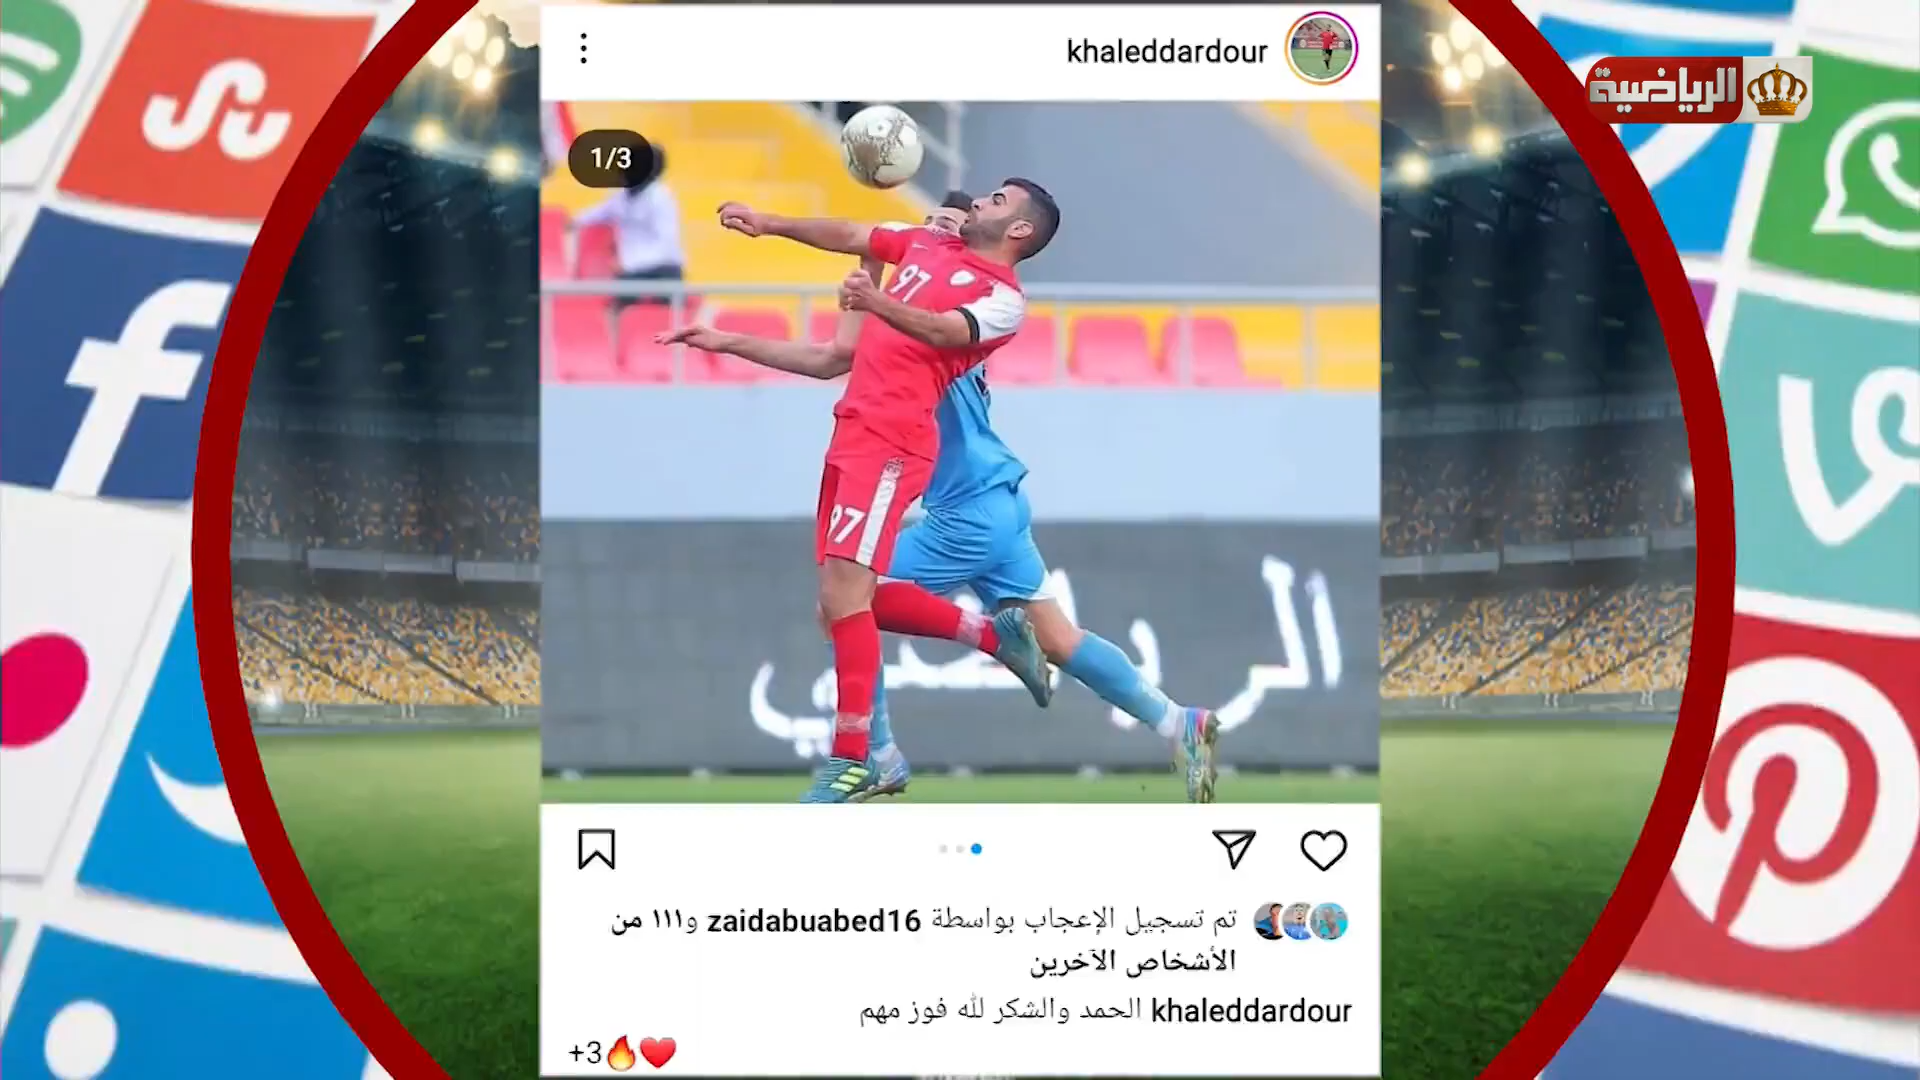 khaleddardour
الرياضية
1/3
97
97
الرياضي
تم تسجيل الإعجاب بواسطة zaidabuabed16 و١١١ من
الأشخاص الآخرين
khaleddardour الحمد والشكر لله فوز مهم
+3🔥❤️